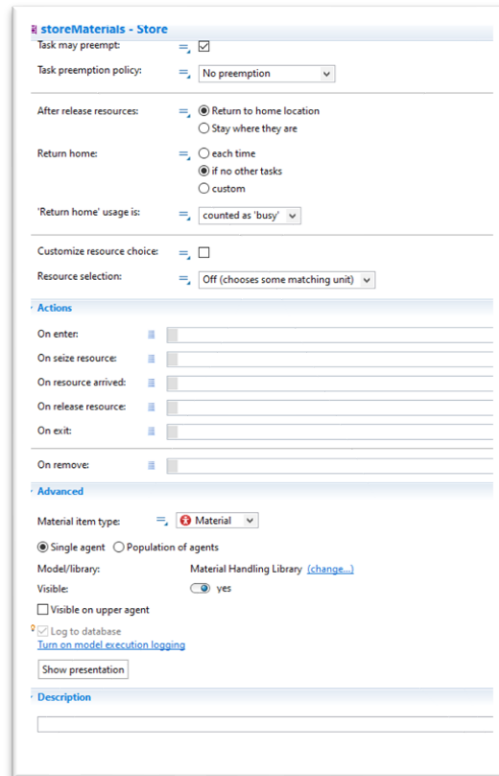 storeMaterials - Store
Task may preempt:
Task preemption policy: No preemption
After release resources: Return to home location
Stay where they are
Return home: each time
if no other tasks
custom
'Return home' usage is: counted as 'busy'
Customize resource choice:
Resource selection: Off (chooses some matching unit)
Actions
On enter:
On seize resource:
On resource arrived:
On release resource:
On exit:
On remove:
Advanced
Material item type: Material
Single agent Population of agents
Model/library: Material Handling Library (change...)
Visible: yes
Visible on upper agent
Log to database
Turn on model execution logging
Show presentation
Description